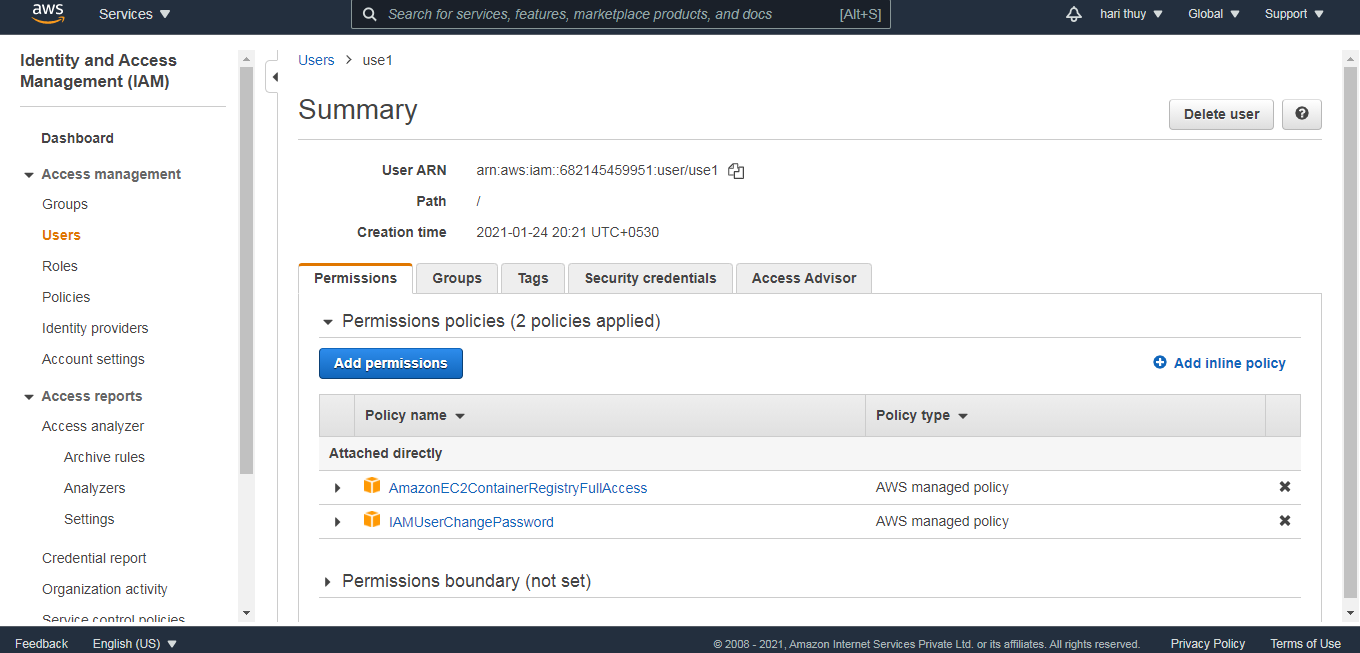 aws Services Search for services, features, marketplace products, and docs [Alt+S] hari thuy Global Support
Identity and Access
Management (IAM)
Dashboard
Access management
Groups
Users
Roles
Policies
Identity providers
Account settings
Access reports
Access analyzer
Archive rules
Analyzers
Settings
Credential report
Organization activity
Service control policies
Users > use1
Summary
Delete user ?
User ARN arn:aws:iam::682145459951:user/use1
Path /
Creation time 2021-01-24 20:21 UTC+0530
Permissions Groups Tags Security credentials Access Advisor
Permissions policies (2 policies applied)
Add permissions Add inline policy
Policy name Policy type
Attached directly
AmazonEC2ContainerRegistryFullAccess AWS managed policy
IAMUserChangePassword AWS managed policy
Permissions boundary (not set)
Feedback English (US) © 2008 - 2021, Amazon Internet Services Private Ltd. or its affiliates. All rights reserved. Privacy Policy Terms of Use